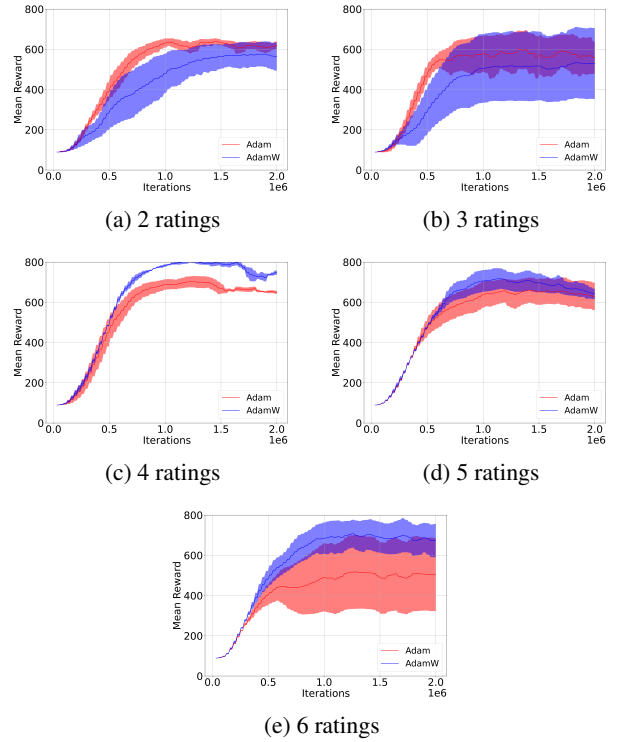 800
600
400
200
0
Mean Reward
Adam
AdamW
0.0 0.5 1.0 1.5 2.0
Iterations 1e6
(a) 2 ratings
800
600
400
200
0
Mean Reward
Adam
AdamW
0.0 0.5 1.0 1.5 2.0
Iterations 1e6
(b) 3 ratings
800
600
400
200
0
Mean Reward
Adam
AdamW
0.0 0.5 1.0 1.5 2.0
Iterations 1e6
(c) 4 ratings
800
600
400
200
0
Mean Reward
Adam
AdamW
0.0 0.5 1.0 1.5 2.0
Iterations 1e6
(d) 5 ratings
800
600
400
200
0
Mean Reward
Adam
AdamW
0.0 0.5 1.0 1.5 2.0
Iterations 1e6
(e) 6 ratings